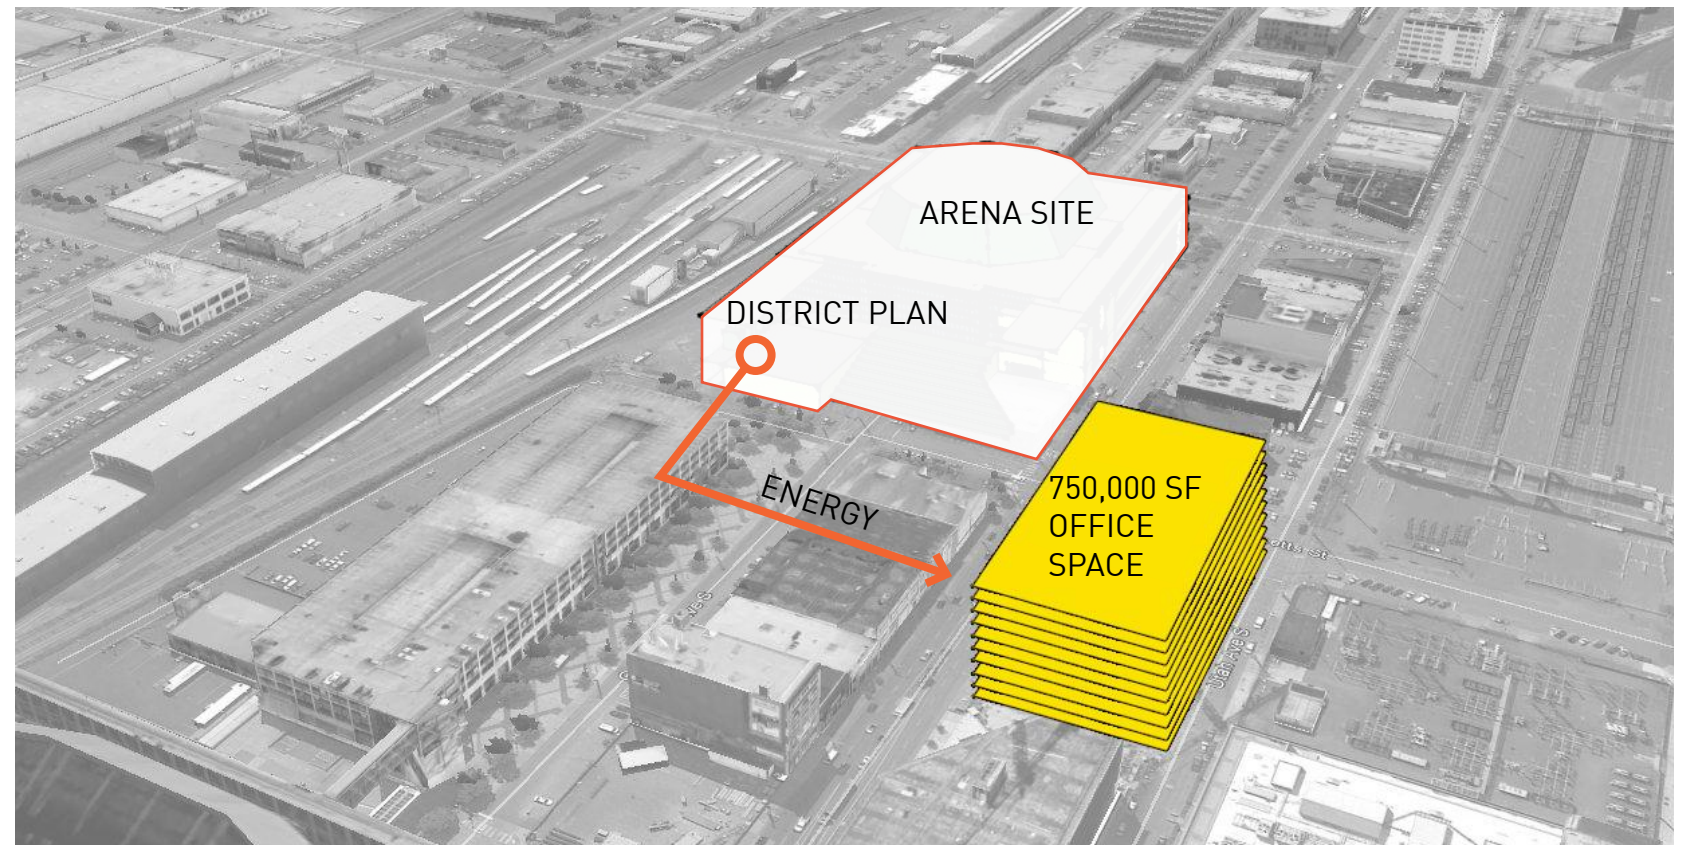 ARENA SITE
DISTRICT PLAN
ENERGY
750,000 SF
OFFICE
SPACE